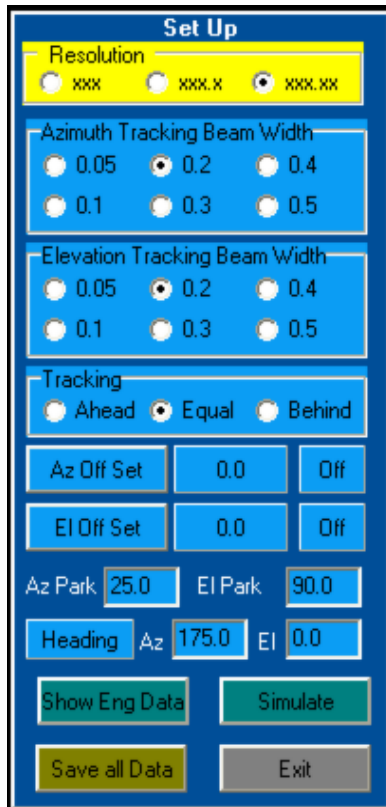 Set Up
Resolution
xxx xxx.x xxx.xx
Azimuth Tracking Beam Width
0.05 0.2 0.4
0.1 0.3 0.5
Elevation Tracking Beam Width
0.05 0.2 0.4
0.1 0.3 0.5
Tracking
Ahead Equal Behind
Az Off Set 0.0 Off
El Off Set 0.0 Off
Az Park 25.0 El Park 90.0
Heading Az 175.0 El 0.0
Show Eng Data Simulate
Save all Data Exit